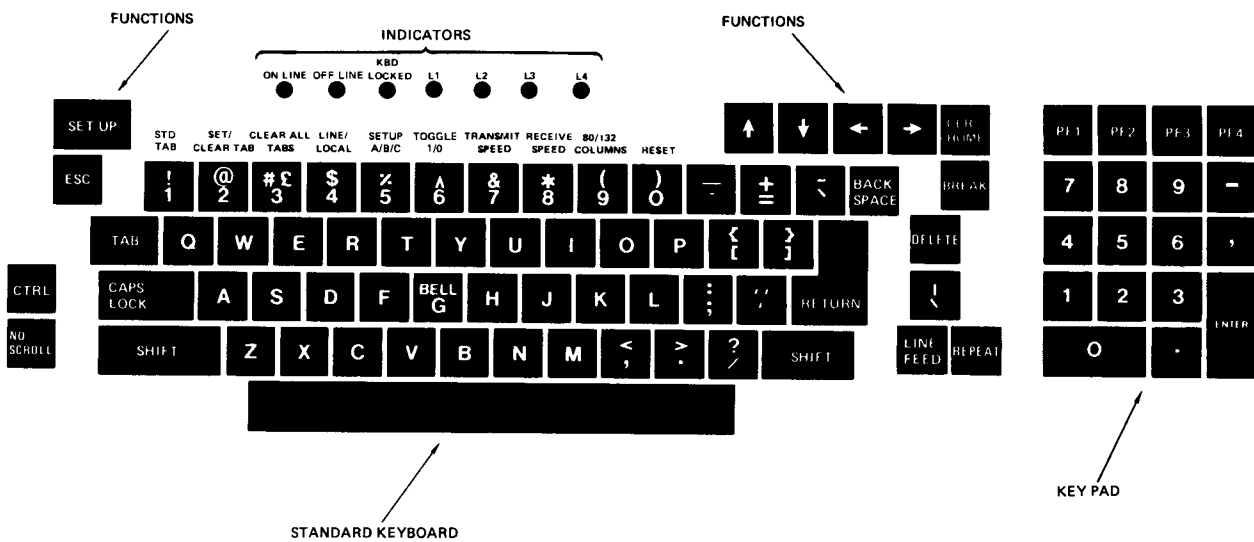 FUNCTIONS
FUNCTIONS
INDICATORS
ON LINE OFF LINE KBD LOCKED L1 L2 L3 L4
SET UP
↑ ↓ ← → CLR HOME
PF1 PF2 PF3 PF4
STD TAB SET/ CLEAR TAB CLEAR ALL TABS LINE/ LOCAL SETUP A/B/C TOGGLE 1/0 TRANSMIT SPEED RECEIVE SPEED 80/132 COLUMNS RESET
ESC ! 1 @ 2 # £ 3 $ 4 % 5 ∧ 6 & 7 * 8 ( 9 ) 0 — - + = ~ \ BACK SPACE BREAK
7 8 9 –
TAB Q W E R T Y U I O P { [ } ] DELETE
4 5 6 ,
CTRL CAPS LOCK A S D F BELL G H J K L : ; " ' RETURN | \
1 2 3 ENTER
NO SCROLL SHIFT Z X C V B N M < , > . ? / SHIFT LINE FEED REPEAT
0 .
KEY PAD
STANDARD KEYBOARD